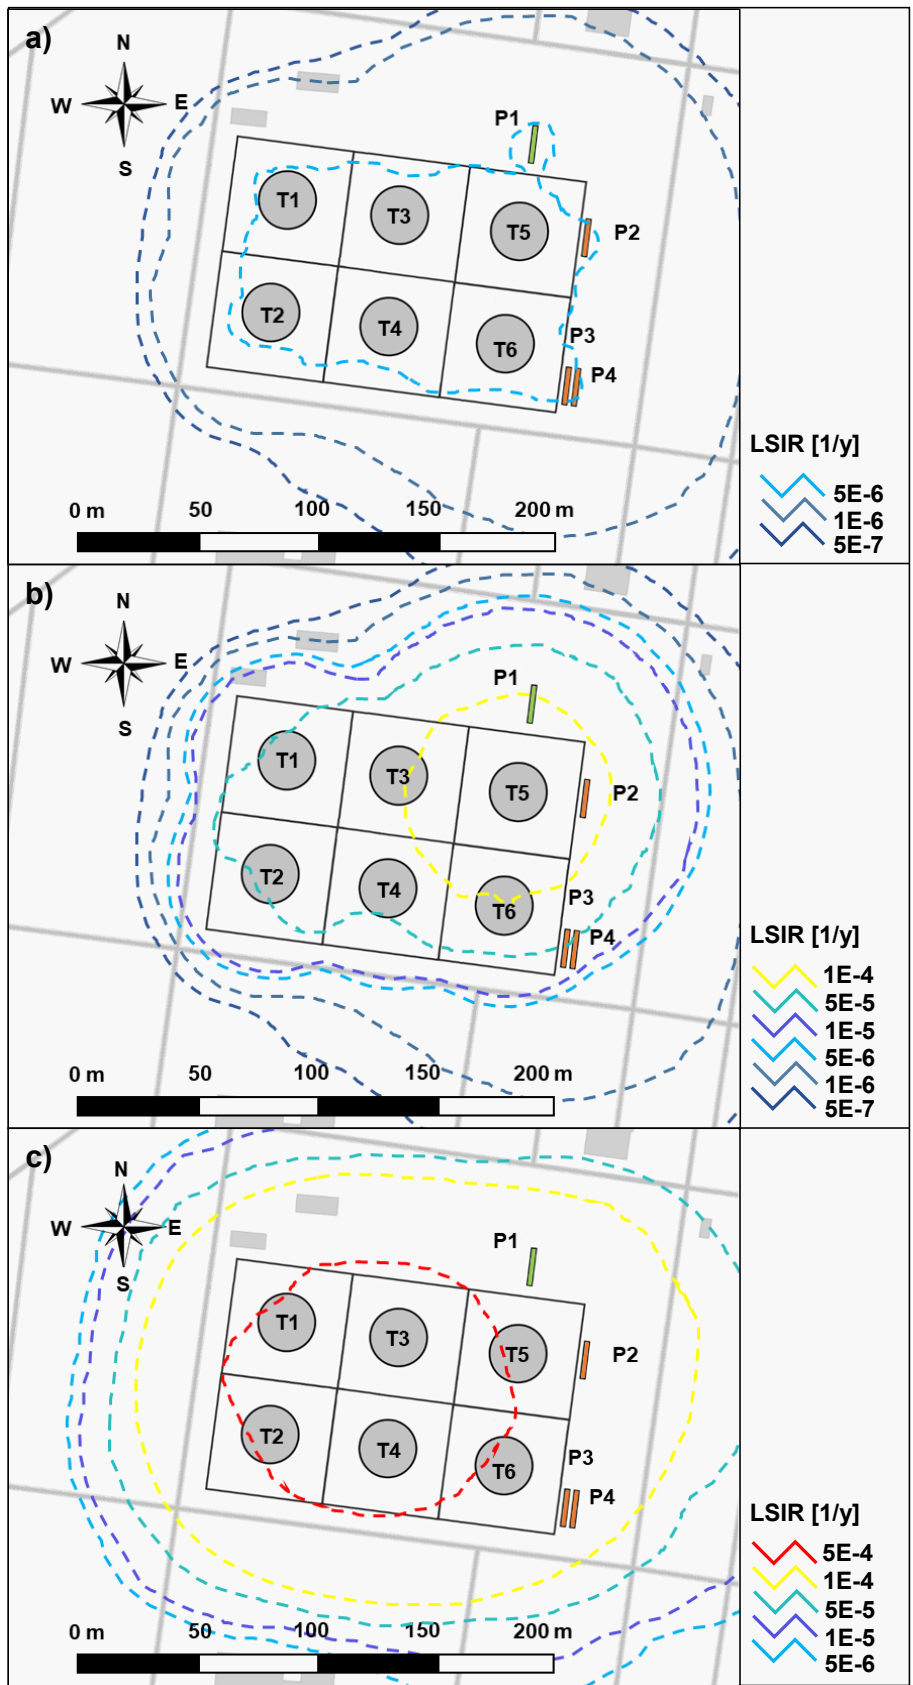 a)
N
W E
S
P1
T1
T3
T5
P2
T2
T4
T6
P3
P4
0 m 50 100 150 200 m
LSIR [1/y]
5E-6
1E-6
5E-7
b)
N
W E
S
P1
T1
T3
T5
P2
T2
T4
T6
P3
P4
0 m 50 100 150 200 m
LSIR [1/y]
1E-4
5E-5
1E-5
5E-6
1E-6
5E-7
c)
N
W E
S
P1
T1
T3
T5
P2
T2
T4
T6
P3
P4
0 m 50 100 150 200 m
LSIR [1/y]
5E-4
1E-4
5E-5
1E-5
5E-6